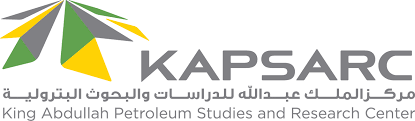 KAPSARC
مركز الملك عبدالله للدراسات والبحوث البترولية
King Abdullah Petroleum Studies and Research Center